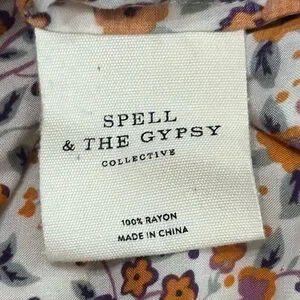 SPELL
& THE GYPSY
COLLECTIVE
100% RAYON
MADE IN CHINA